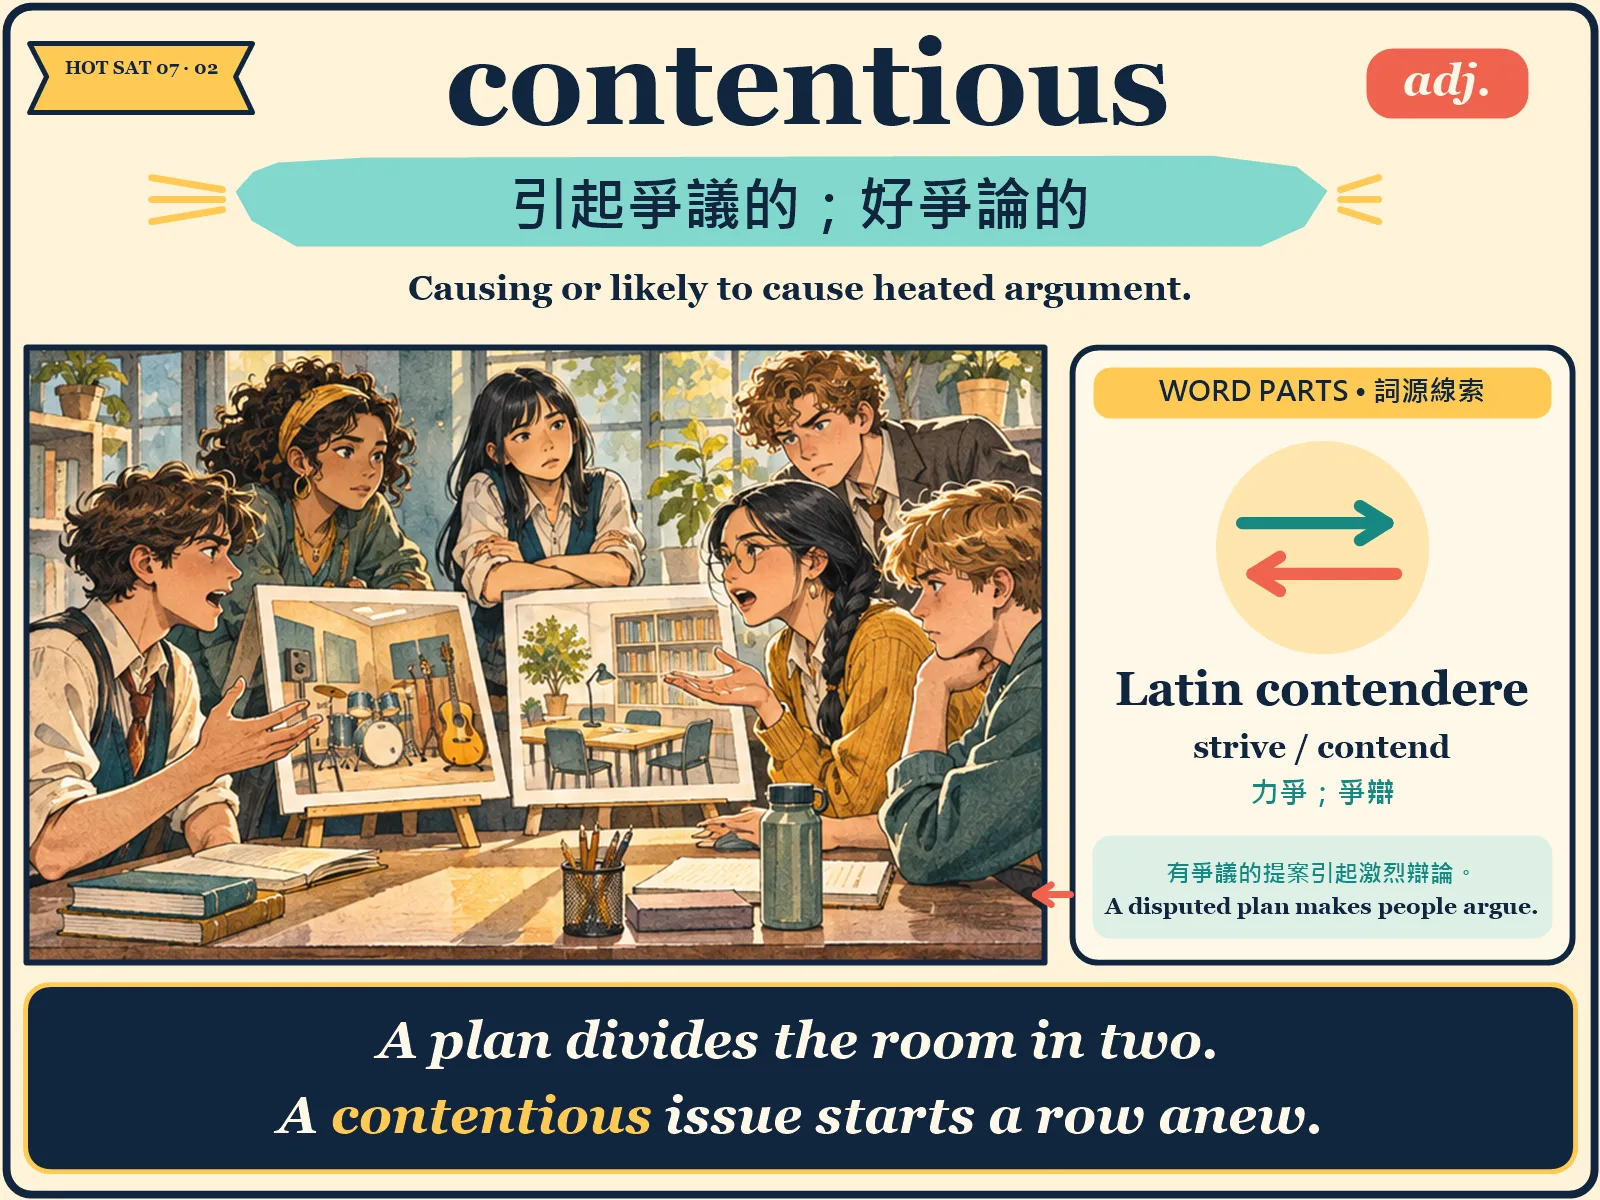 HOT SAT 07 · 02
contentious
adj.
引起爭議的；好爭論的
Causing or likely to cause heated argument.
WORD PARTS • 詞源線索
Latin contendere
strive / contend
力爭；爭辯
有爭議的提案引起激烈辯論。
A disputed plan makes people argue.
A plan divides the room in two.
A contentious issue starts a row anew.